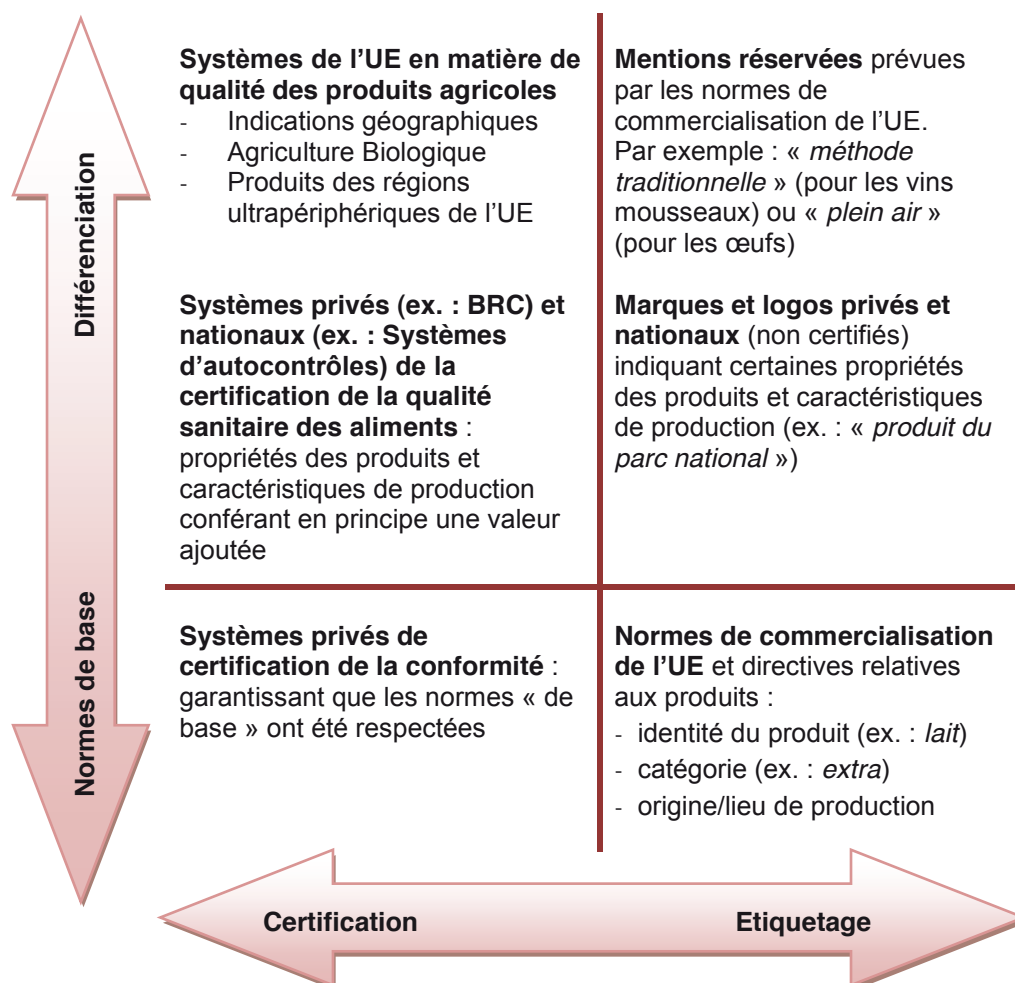 Différenciation
Normes de base
Systèmes de l’UE en matière de
qualité des produits agricoles
- Indications géographiques
- Agriculture Biologique
- Produits des régions
ultrapériphériques de l’UE
Mentions réservées prévues
par les normes de
commercialisation de l’UE.
Par exemple : « méthode
traditionnelle » (pour les vins
mousseaux) ou « plein air »
(pour les œufs)
Systèmes privés (ex. : BRC) et
nationaux (ex. : Systèmes
d’autocontrôles) de la
certification de la qualité
sanitaire des aliments :
propriétés des produits et
caractéristiques de production
conférant en principe une valeur
ajoutée
Marques et logos privés et
nationaux (non certifiés)
indiquant certaines propriétés
des produits et caractéristiques
de production (ex. : « produit du
parc national »)
Systèmes privés de
certification de la conformité :
garantissant que les normes « de
base » ont été respectées
Normes de commercialisation
de l’UE et directives relatives
aux produits :
- identité du produit (ex. : lait)
- catégorie (ex. : extra)
- origine/lieu de production
Certification
Etiquetage